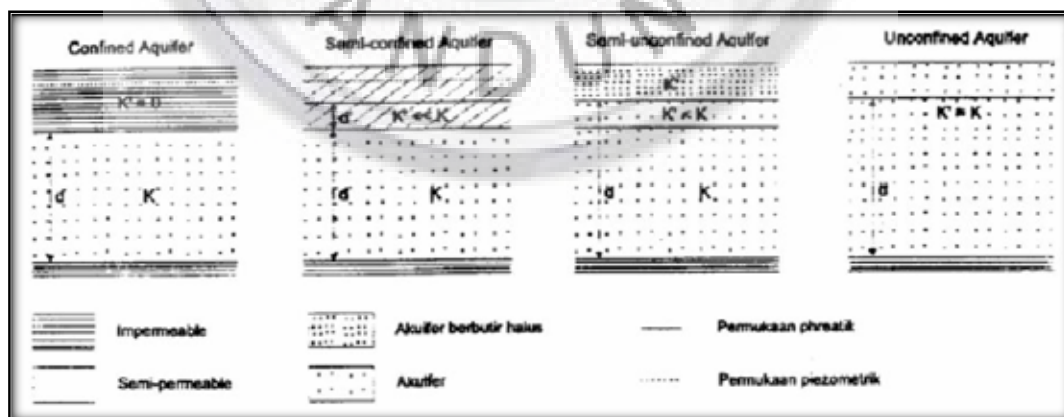 Confined Aquifer
Semi-confined Aquifer
Semi-unconfined Aquifer
Unconfined Aquifer
K' = 0
K' << K
K'
K' < K
K' = K
d'
d
K
d
K
d
K
d
Impermeable
Akuifer berbutir halus
Permukaan phreatik
Semi-permeable
Akuifer
Permukaan piezometrik